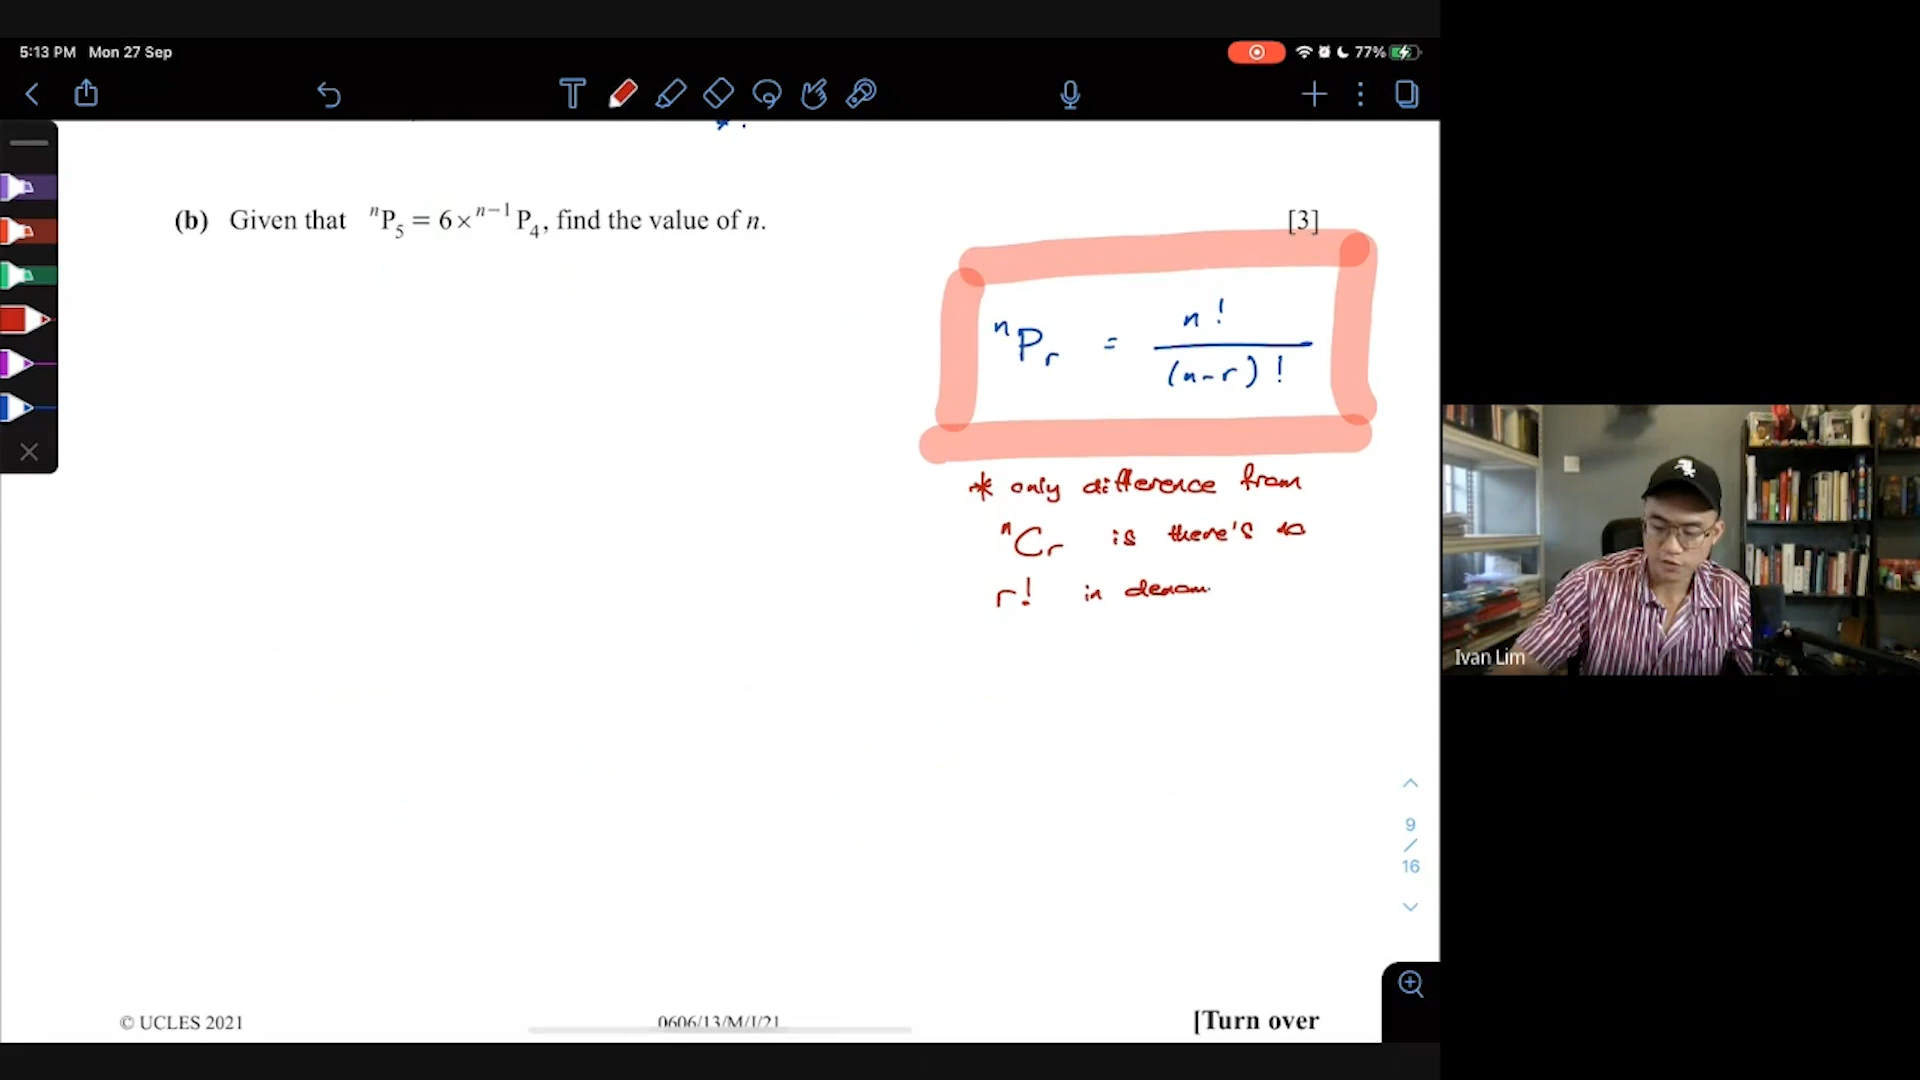 5:13 PM Mon 27 Sep
77%
(b) Given that ⁿP₅ = 6 × ⁿ⁻¹P₄, find the value of n. [3]
ⁿPᵣ = n! / (n-r)!
* only difference from
ⁿCᵣ is there's no
r! in denom.
Ivan Lim
9
/
16
© UCLES 2021 0606/13/M/J/21 [Turn over